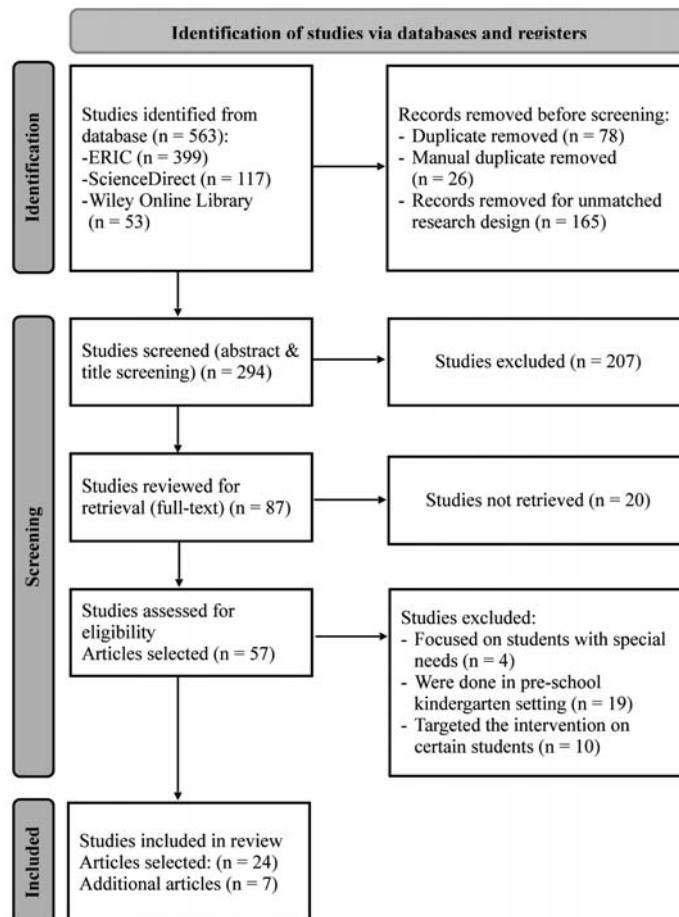 Identification of studies via databases and registers
Identification
Studies identified from
database (n = 563):
-ERIC (n = 399)
-ScienceDirect (n = 117)
-Wiley Online Library
(n = 53)
Records removed before screening:
- Duplicate removed (n = 78)
- Manual duplicate removed
(n = 26)
- Records removed for unmatched
research design (n = 165)
Screening
Studies screened (abstract &
title screening) (n = 294)
Studies excluded (n = 207)
Studies reviewed for
retrieval (full-text) (n = 87)
Studies not retrieved (n = 20)
Studies assessed for
eligibility
Articles selected (n = 57)
Studies excluded:
- Focused on students with special
needs (n = 4)
- Were done in pre-school
kindergarten setting (n = 19)
- Targeted the intervention on
certain students (n = 10)
Included
Studies included in review
Articles selected: (n = 24)
Additional articles (n = 7)